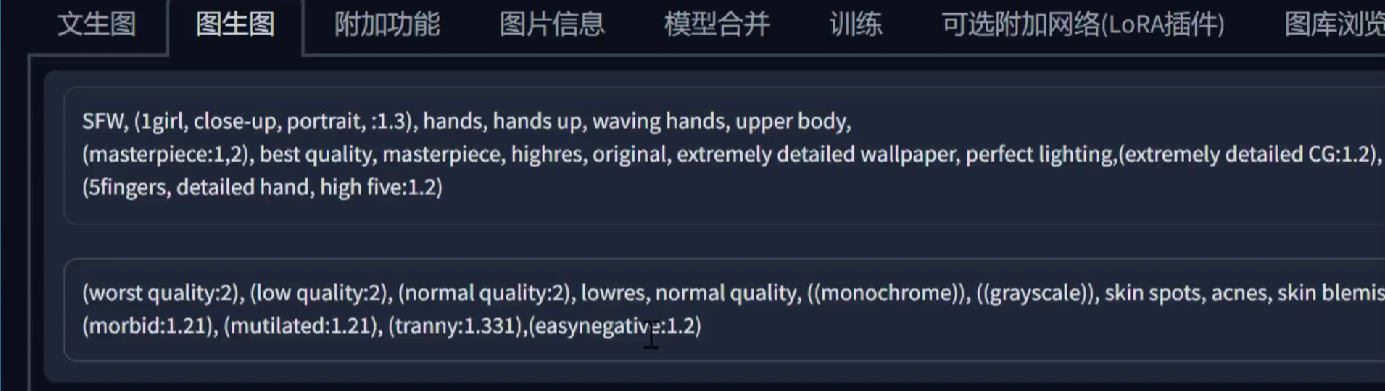 文生图 图生图 附加功能 图片信息 模型合并 训练 可选附加网络(LoRA插件) 图库浏览
SFW, (1girl, close-up, portrait, :1.3), hands, hands up, waving hands, upper body,
(masterpiece:1,2), best quality, masterpiece, highres, original, extremely detailed wallpaper, perfect lighting,(extremely detailed CG:1.2),
(5fingers, detailed hand, high five:1.2)
(worst quality:2), (low quality:2), (normal quality:2), lowres, normal quality, ((monochrome)), ((grayscale)), skin spots, acnes, skin blemis
(morbid:1.21), (mutilated:1.21), (tranny:1.331),(easynegative:1.2)